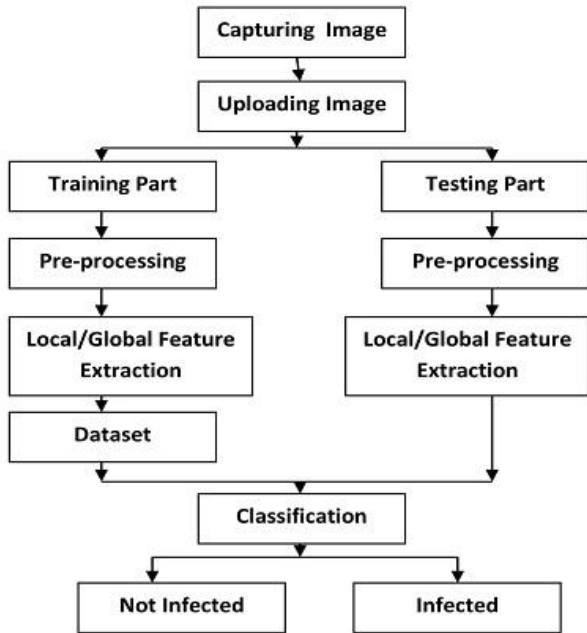 Capturing Image
Uploading Image
Training Part
Testing Part
Pre-processing
Pre-processing
Local/Global Feature
Extraction
Local/Global Feature
Extraction
Dataset
Classification
Not Infected
Infected